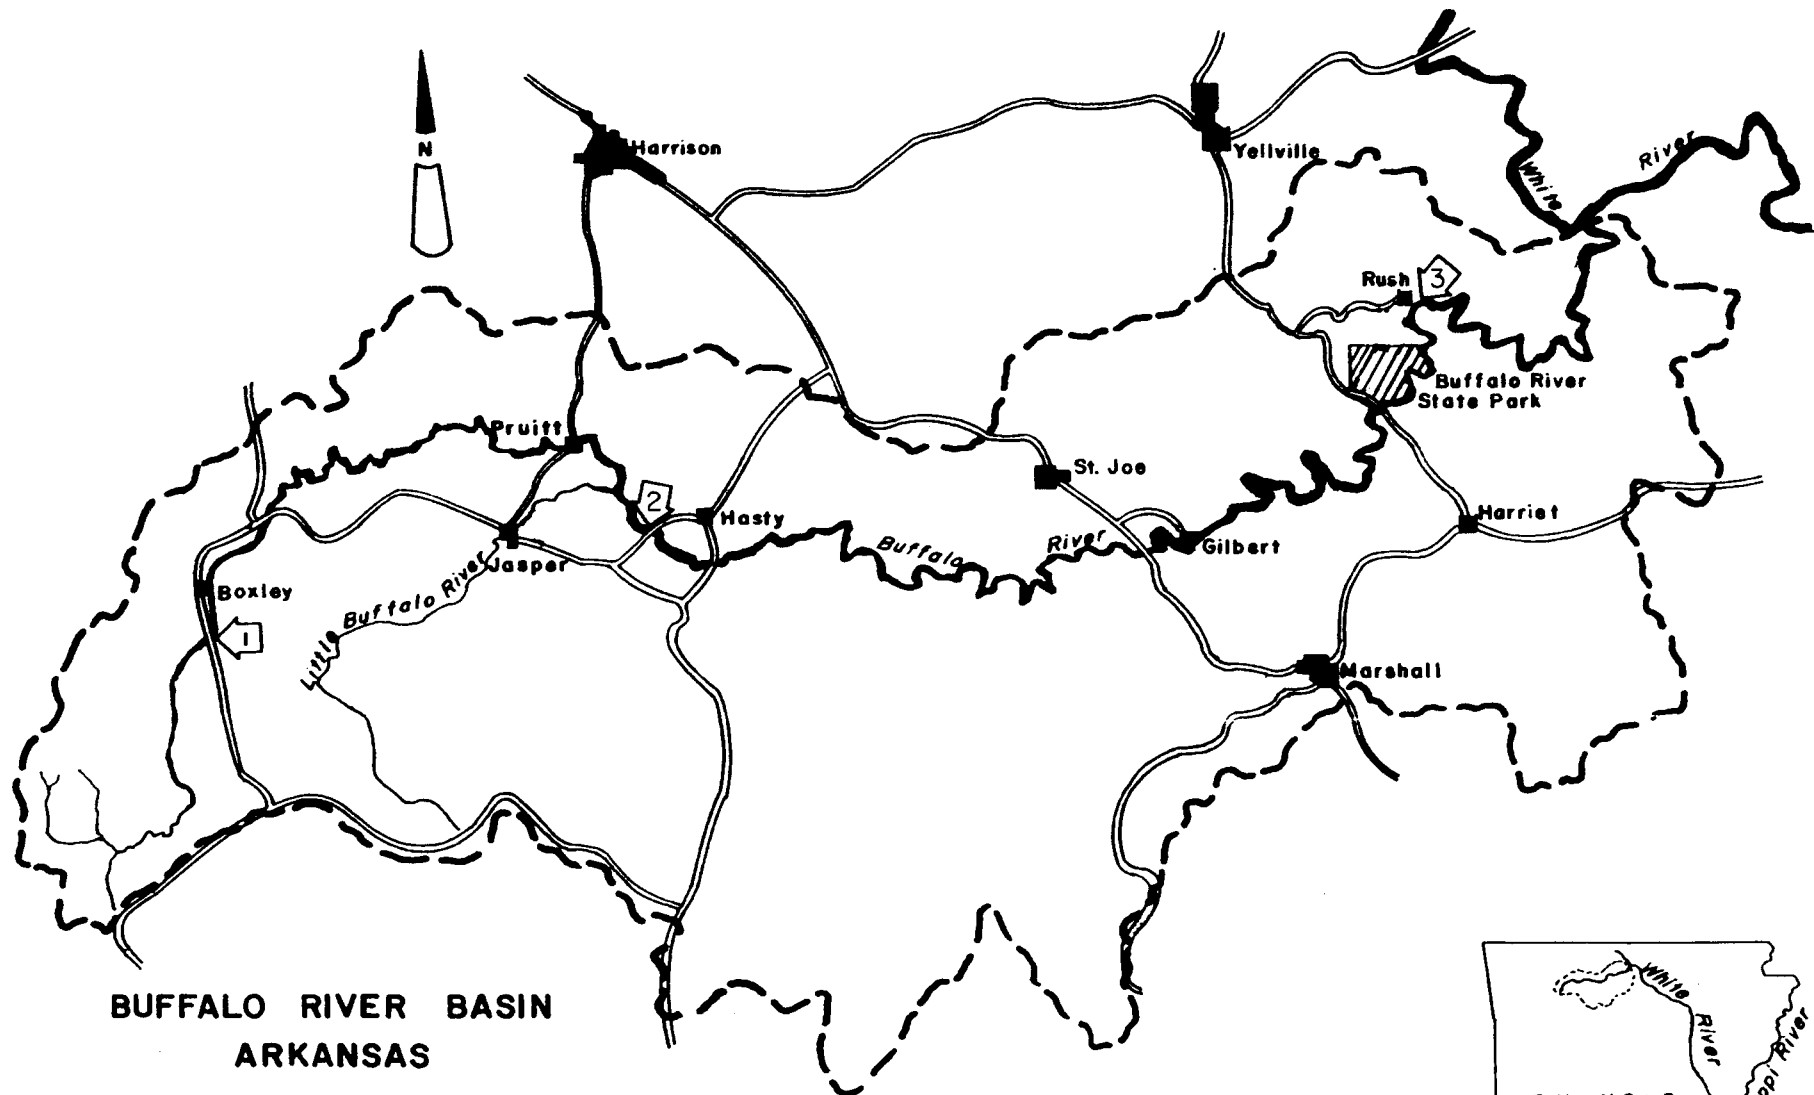 N
Harrison
Yellville
White
River
Rush
3
Buffalo River
State Park
Pruitt
2
Hasty
St. Joe
Harriet
Buffalo
River
Gilbert
Jasper
Boxley
1
Little Buffalo River
Marshall
BUFFALO RIVER BASIN
ARKANSAS
White
River
River